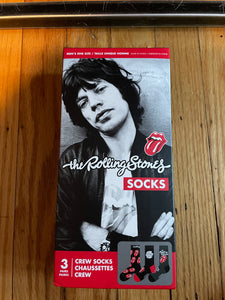 MEN'S ONE SIZE / TAILLE UNIQUE HOMME
the Rolling Stones
SOCKS
3
PAIRS
PAIRES
CREW SOCKS
CHAUSSETTES
CREW